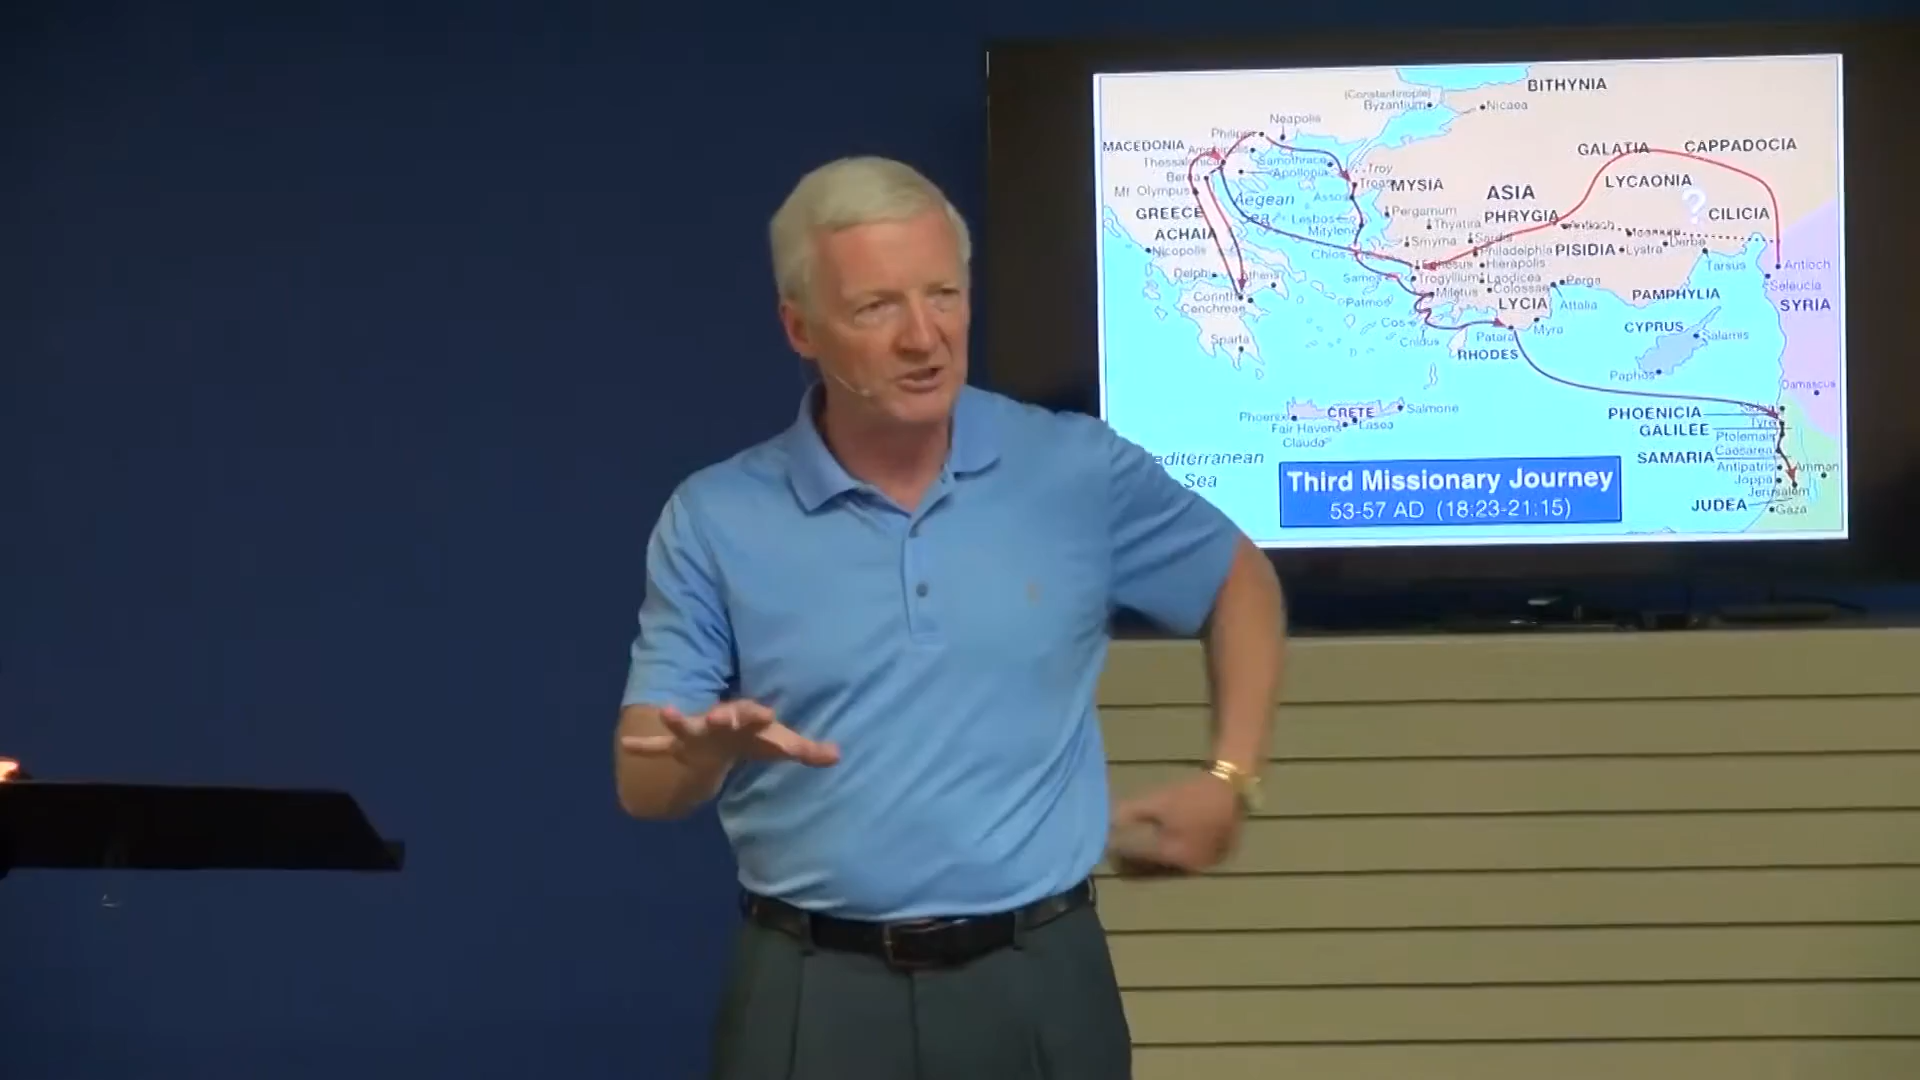 BITHYNIA
(Constantinople)
Byzantium
Nicaea
Neapolis
Philippi
MACEDONIA
Amphipolis
Thessalonica
Samothrace
Apollonia
Berea
Mt. Olympus
Troy
Troas
MYSIA
ASIA
GALATIA
CAPPADOCIA
LYCAONIA
?
CILICIA
Aegean
Sea
Assos
Lesbos
Mitylene
Pergamum
Thyatira
PHRYGIA
Antioch
GREECE
ACHAIA
Nicopolis
Smyrna
Sardis
Philadelphia
PISIDIA
Lystra
Derbe
Tarsus
Antioch
Seleucia
SYRIA
Chios
Ephesus
Hierapolis
Delphi
Athens
Samos
Trogyllium
Laodicea
Colossae
Perga
Attalia
PAMPHYLIA
Corinth
Cenchreae
Patmos
Miletus
LYCIA
Cos
Cnidus
Patara
Myra
RHODES
CYPRUS
Salamis
Paphos
Sparta
Damascus
Phoenix
CRETE
Salmone
Fair Havens
Lasea
Clauda
PHOENICIA
Sidon
Tyre
GALILEE
Ptolemais
SAMARIA
Caesarea
Antipatris
Amman
Joppa
Jerusalem
JUDEA
Gaza
editerranean
Sea
Third Missionary Journey
53-57 AD (18:23-21:15)